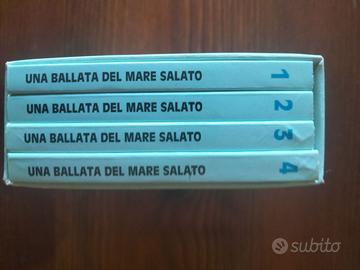 UNA BALLATA DEL MARE SALATO 1
UNA BALLATA DEL MARE SALATO 2
UNA BALLATA DEL MARE SALATO 3
UNA BALLATA DEL MARE SALATO 4
subito